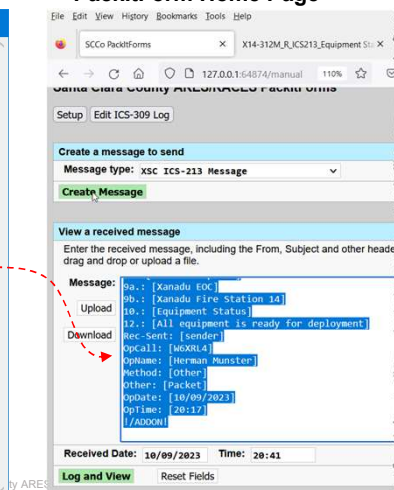 File Edit View History Bookmarks Tools Help
SCCo PackItForms × X14-312M_R_ICS213_Equipment Sta ×
127.0.0.1:64874/manual 110%
Santa Clara County ARES/RACES PackItForms
Setup Edit ICS-309 Log
Create a message to send
Message type: XSC ICS-213 Message
Create Message
View a received message
Enter the received message, including the From, Subject and other heade
drag and drop or upload a file.
Message:
Upload
Download
9a.: [Xanadu EOC]
9b.: [Xanadu Fire Station 14]
10.: [Equipment Status]
12.: [All equipment is ready for deployment]
Rec-Sent: [sender]
OpCall: [W6XRL4]
OpName: [Herman Munster]
Method: [Other]
Other: [Packet]
OpDate: [10/09/2023]
OpTime: [20:17]
!/ADDON!
Received Date: 10/09/2023 Time: 20:41
Log and View Reset Fields
ty ARES